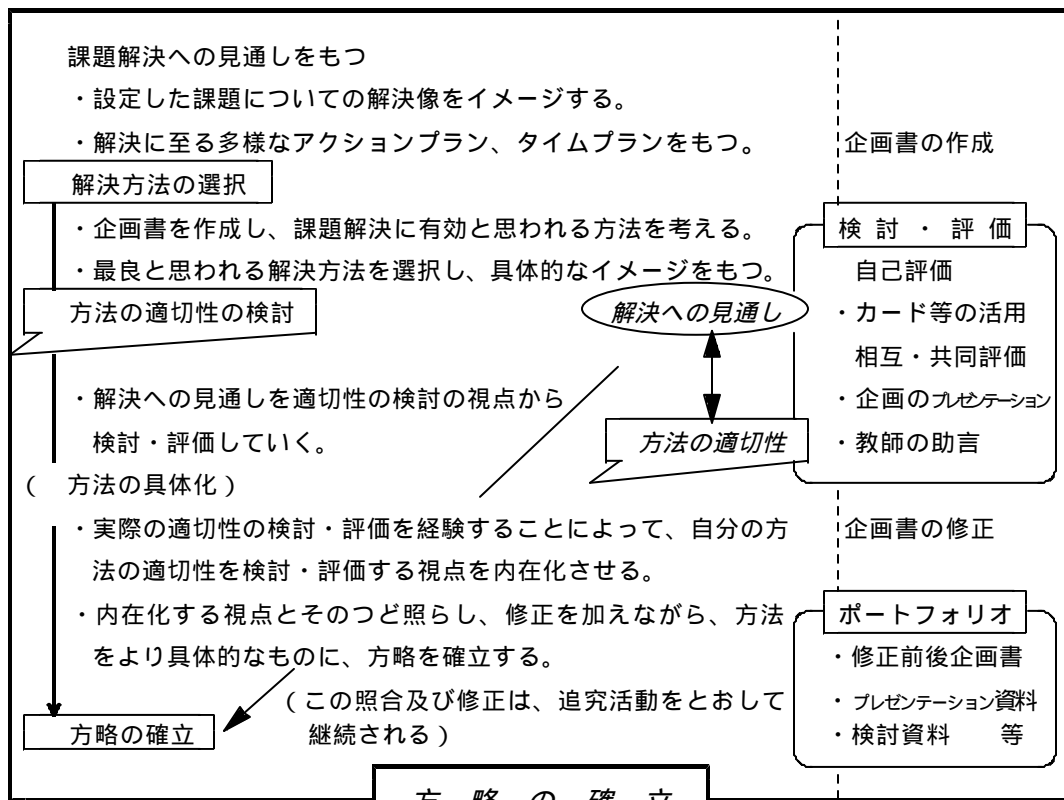 課題解決への見通しをもつ
・設定した課題についての解決像をイメージする。
・解決に至る多様なアクションプラン、タイムプランをもつ。
解決方法の選択
・企画書を作成し、課題解決に有効と思われる方法を考える。
・最良と思われる解決方法を選択し、具体的なイメージをもつ。
方法の適切性の検討
解決への見通し
・解決への見通しを適切性の検討の視点から
検討・評価していく。
方法の適切性
( 方法の具体化 )
・実際の適切性の検討・評価を経験することによって、自分の方
法の適切性を検討・評価する視点を内在化させる。
・内在化する視点とそのつど照らし、修正を加えながら、方法
をより具体的なものに、方略を確立する。
( この照合及び修正は、追究活動をとおして
継続される )
方略の確立
企画書の作成
検 討 ・ 評 価
自己評価
・カード等の活用
相互・共同評価
・企画のプレゼンテーション
・教師の助言
企画書の修正
ポートフォリオ
・修正前後企画書
・プレゼンテーション資料
・検討資料 等
方 略 の 確 立